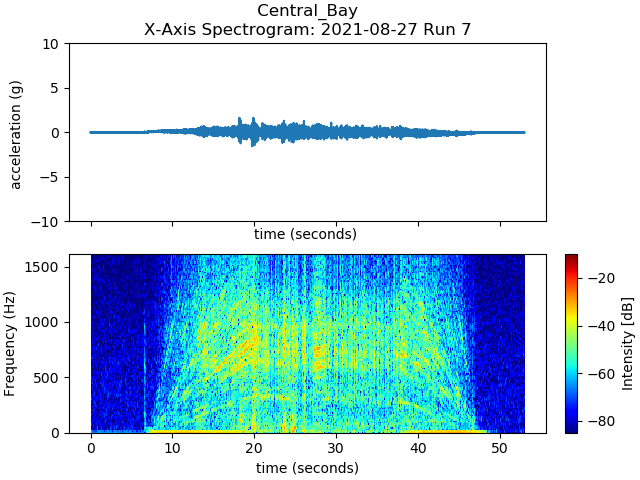 Central_Bay
X-Axis Spectrogram: 2021-08-27 Run 7
10
5
0
−5
−10
acceleration (g)
time (seconds)
1500
1000
500
0
Frequency (Hz)
0 10 20 30 40 50
time (seconds)
−20
−40
−60
−80
Intensity [dB]